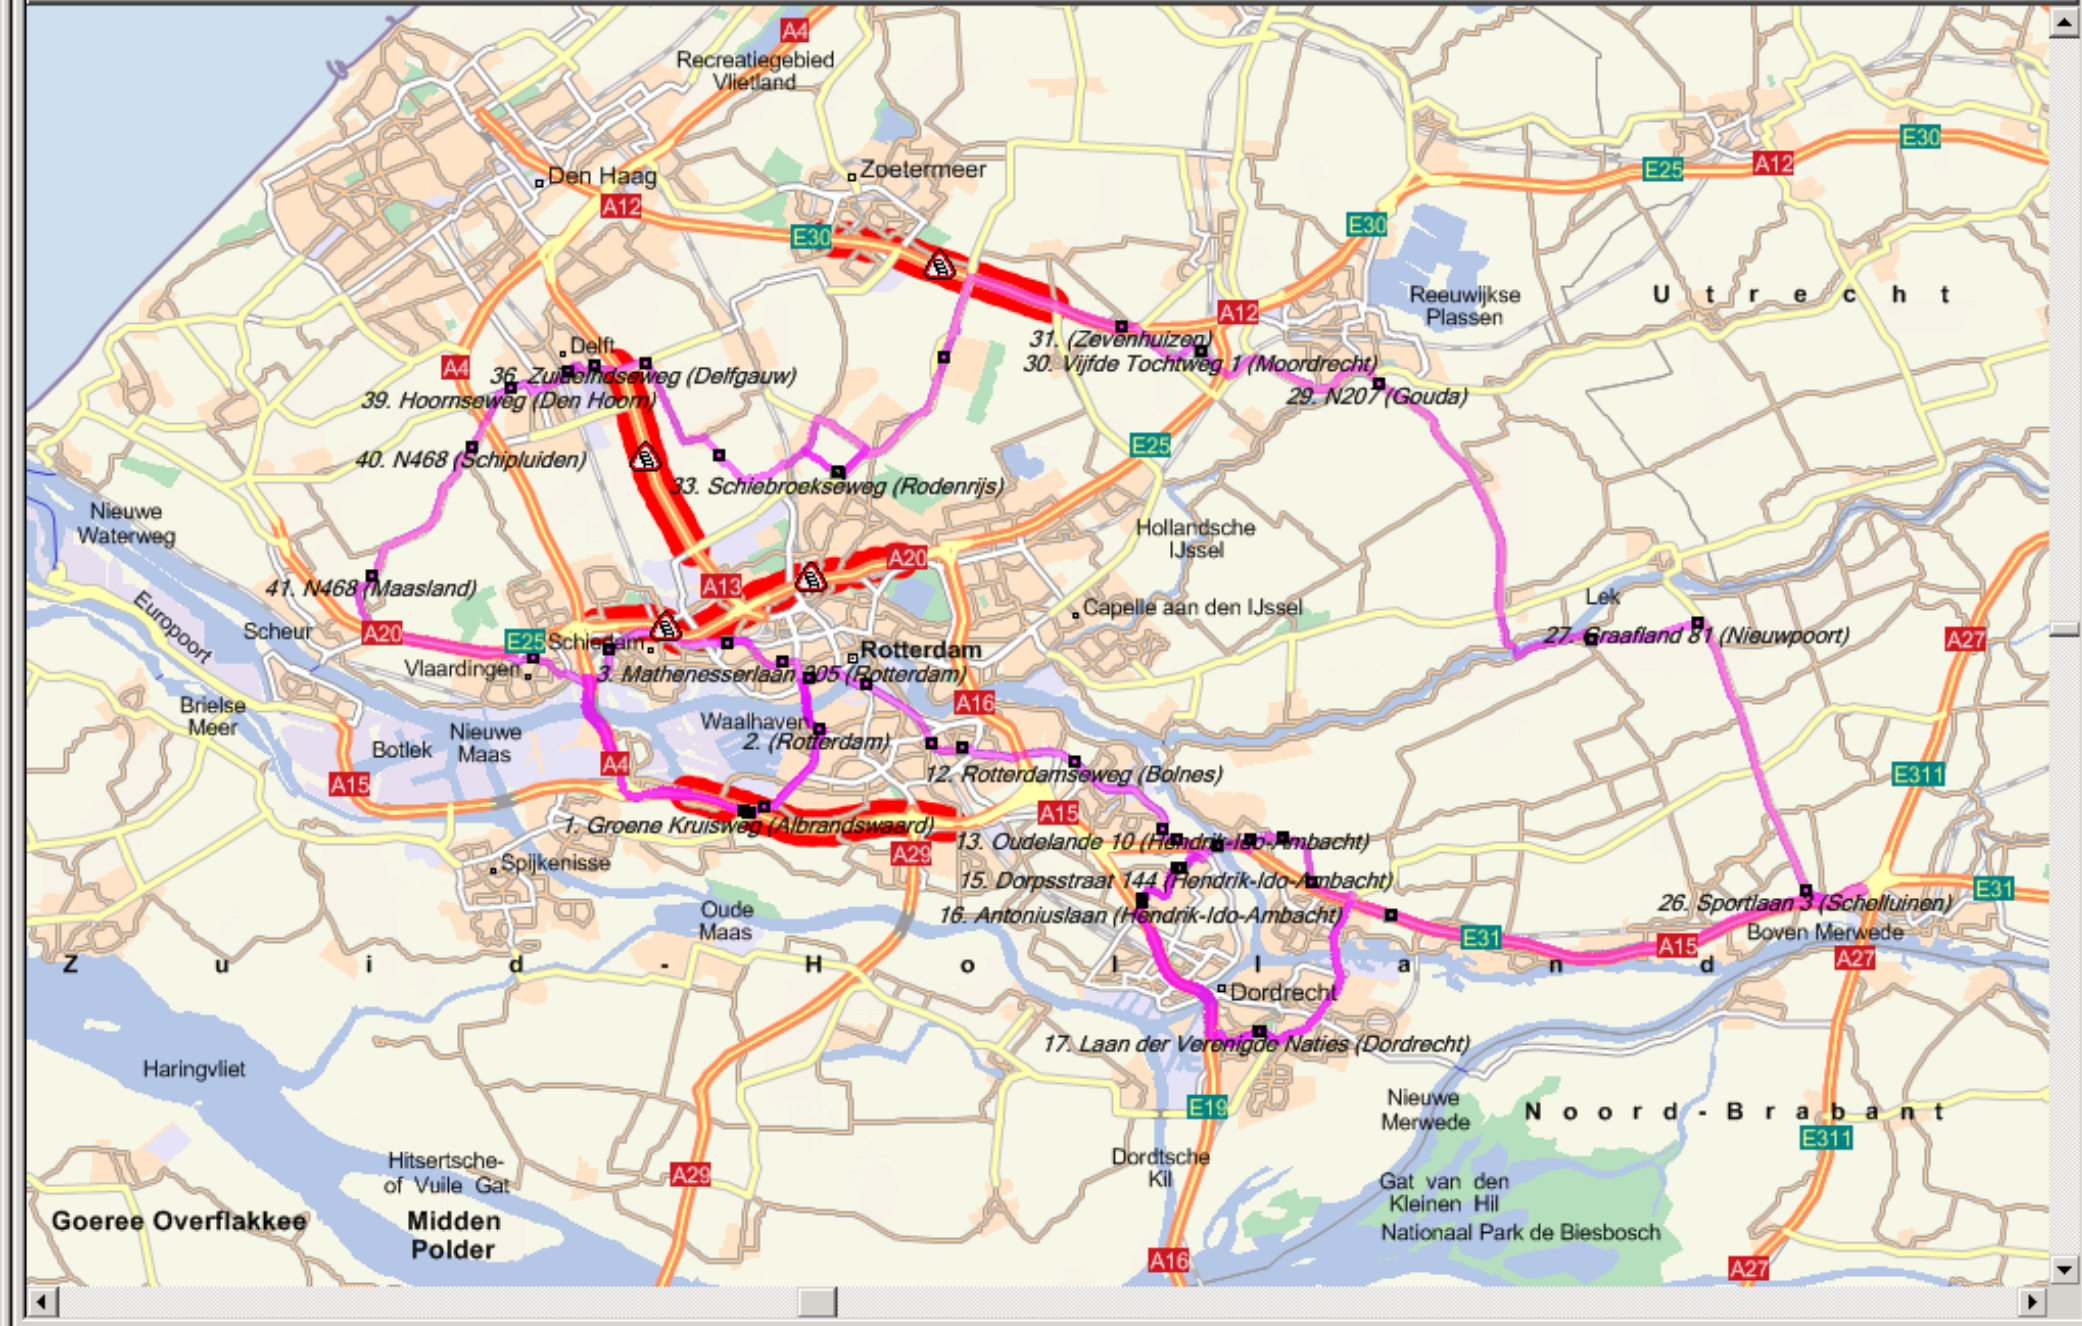 A4
Recreatiegebied
Vlietland
E30
E25
A12
Zoetermeer
Den Haag
A12
E30
E30
Reeuwijkse
Plassen
Utrecht
A12
31. (Zevenhuizen)
Delft
A4
36. Zuideindseweg (Delfgauw)
30. Vijfde Tochtweg 1 (Moordrecht)
39. Hoornseweg (Den Hoorn)
29. N207 (Gouda)
E25
40. N468 (Schipluiden)
33. Schiebroekseweg (Rodenrijs)
Nieuwe
Waterweg
Hollandsche
IJssel
A20
A13
41. N468 (Maasland)
Europoort
Lek
Capelle aan den IJssel
Scheur
A20
E25
Schiedam
27. Graafland 81 (Nieuwpoort)
A27
Rotterdam
Vlaardingen
3. Mathenesserlaan 205 (Rotterdam)
A16
Brielse
Meer
Nieuwe
Maas
Waalhaven
2. (Rotterdam)
Botlek
A4
A15
12. Rotterdamseweg (Bolnes)
E311
A15
1. Groene Kruisweg (Albrandswaard)
13. Oudelande 10 (Hendrik-Ido-Ambacht)
A29
Spijkenisse
15. Dorpsstraat 144 (Hendrik-Ido-Ambacht)
E31
26. Sportlaan 3 (Schelluinen)
16. Antoniuslaan (Hendrik-Ido-Ambacht)
Oude
Maas
E31
A15
Boven Merwede
A27
Zuid-Holland
Dordrecht
17. Laan der Verenigde Naties (Dordrecht)
Haringvliet
E19
Nieuwe
Merwede
Noord-Brabant
E311
Hitsertsche-
of Vuile Gat
Dordtsche
Kil
A29
Gat van den
Kleinen Hil
Goeree Overflakkee
Midden
Polder
Nationaal Park de Biesbosch
A16
A27